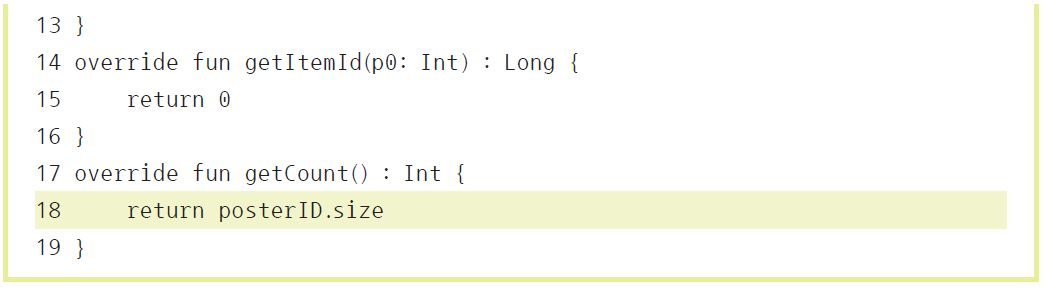 13 }
14 override fun getItemId(p0: Int) : Long {
15     return 0
16 }
17 override fun getCount() : Int {
18     return posterID.size
19 }